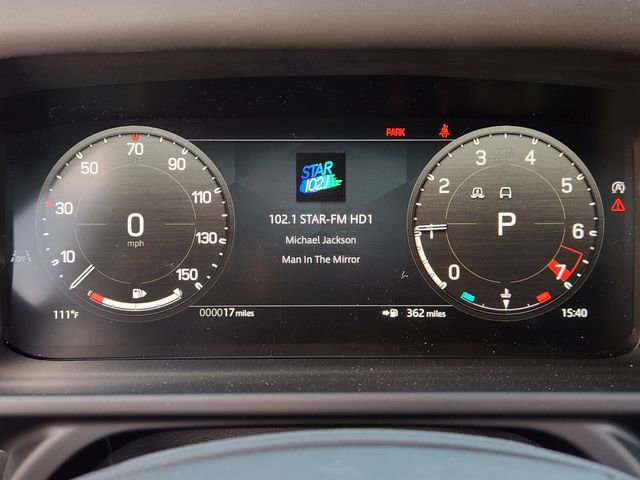 PARK
70
50
90
30
110
0
mph
130
10
150
E
F
111°F
STAR
102.1
102.1 STAR-FM HD1
Michael Jackson
Man In The Mirror
000017 miles
362 miles
3
4
2
5
1
P
6
0
7
15:40
OFF